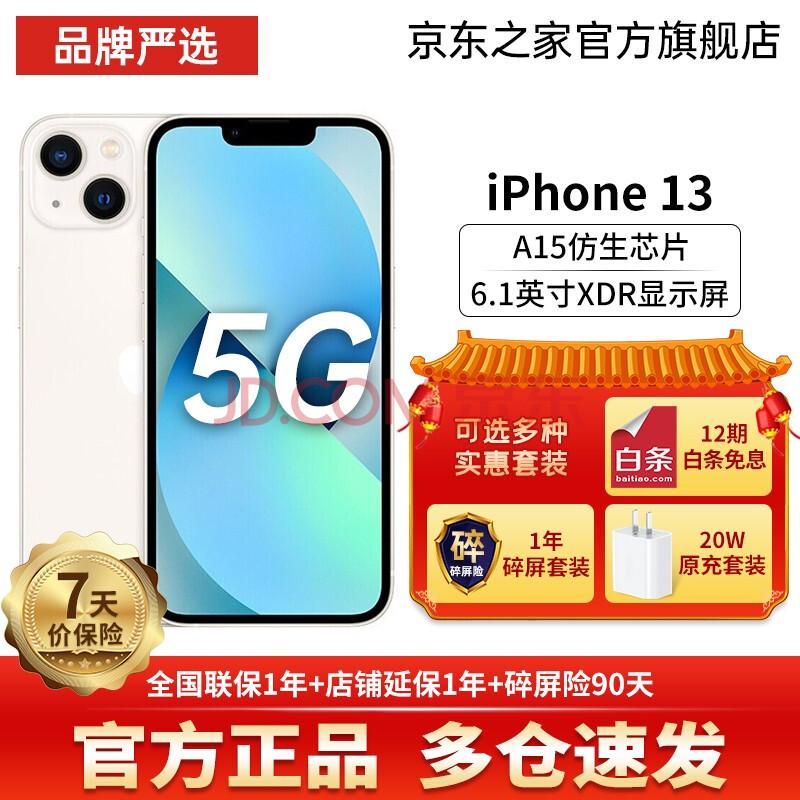 品牌严选
京东之家官方旗舰店
iPhone 13
A15仿生芯片
6.1英寸XDR显示屏
5G
JD.COM 京东
可选多种
实惠套装
白条
baitiao.com
12期
白条免息
碎
碎屏险
1年
碎屏套装
20W
原充套装
7天
价保险
全国联保1年+店铺延保1年+碎屏险90天
官方正品 多仓速发